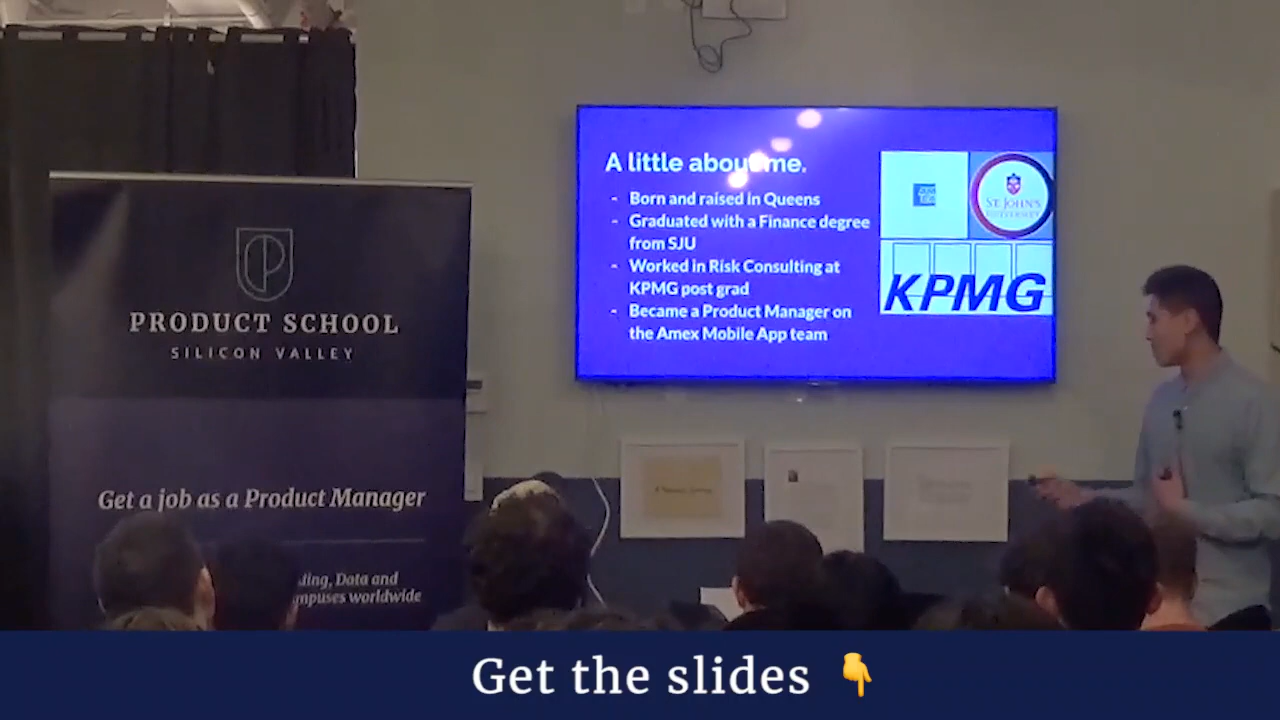 A little about me.
- Born and raised in Queens
- Graduated with a Finance degree
from SJU
- Worked in Risk Consulting at
KPMG post grad
- Became a Product Manager on
the Amex Mobile App team
ST. JOHN'S
UNIVERSITY
KPMG
PRODUCT SCHOOL
SILICON VALLEY
Get a job as a Product Manager
Data and
worldwide
Get the slides 👇